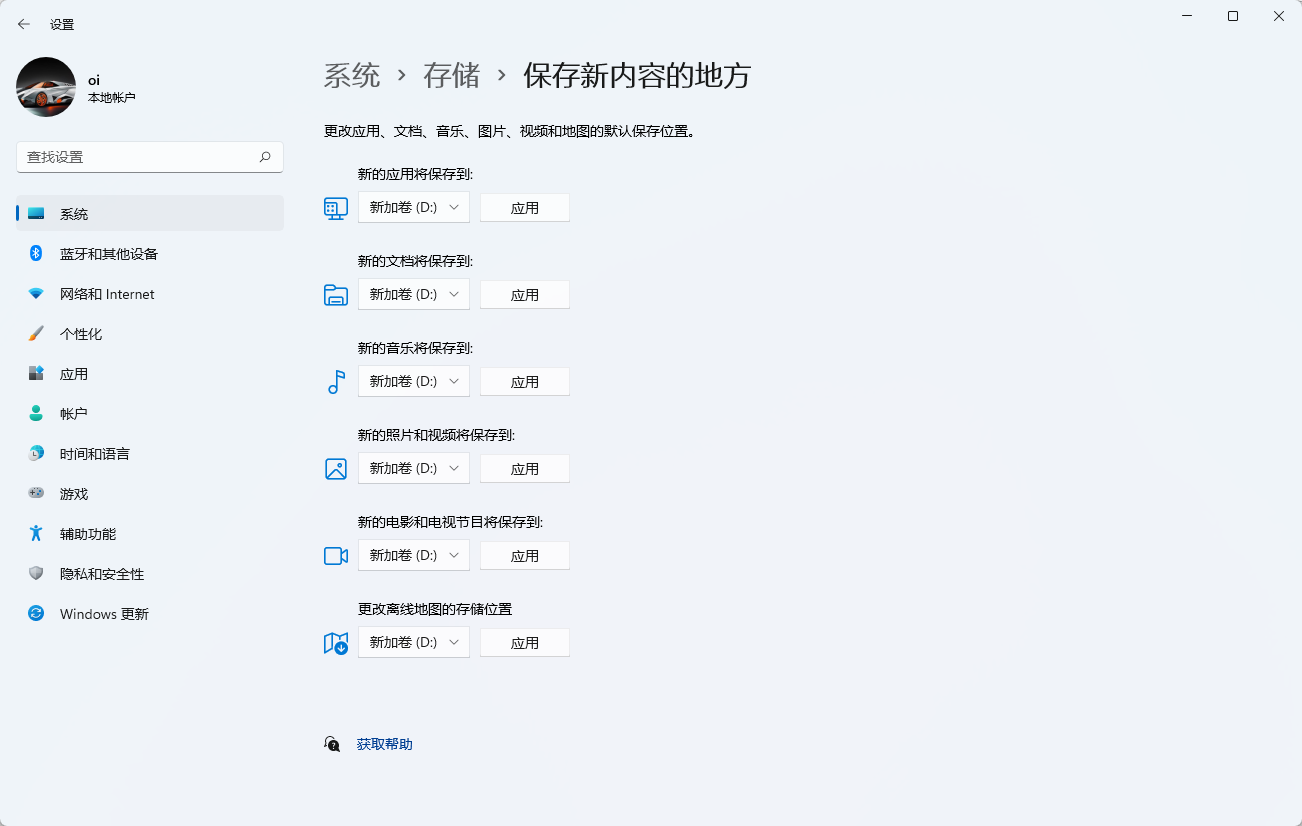 设置
oi
本地帐户
查找设置
系统
蓝牙和其他设备
网络和 Internet
个性化
应用
帐户
时间和语言
游戏
辅助功能
隐私和安全性
Windows 更新
系统 › 存储 › 保存新内容的地方
更改应用、文档、音乐、图片、视频和地图的默认保存位置。
新的应用将保存到:
新加卷 (D:) 应用
新的文档将保存到:
新加卷 (D:) 应用
新的音乐将保存到:
新加卷 (D:) 应用
新的照片和视频将保存到:
新加卷 (D:) 应用
新的电影和电视节目将保存到:
新加卷 (D:) 应用
更改离线地图的存储位置
新加卷 (D:) 应用
获取帮助